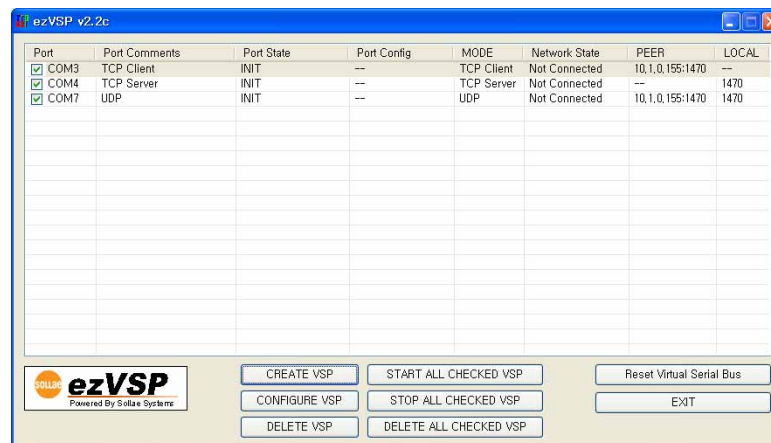 ezVSP v2.2c
Port Port Comments Port State Port Config MODE Network State PEER LOCAL
COM3 TCP Client INIT -- TCP Client Not Connected 10,1,0,155:1470 --
COM4 TCP Server INIT -- TCP Server Not Connected -- 1470
COM7 UDP INIT -- UDP Not Connected 10,1,0,155:1470 1470
CREATE VSP START ALL CHECKED VSP Reset Virtual Serial Bus
SOLLAE ezVSP
Powered By Sollae Systems
CONFIGURE VSP STOP ALL CHECKED VSP EXIT
DELETE VSP DELETE ALL CHECKED VSP